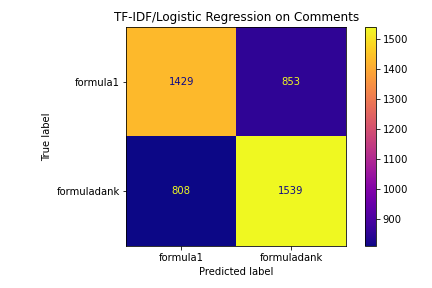 TF-IDF/Logistic Regression on Comments
formula1
1429
853
formuladank
808
1539
formula1
formuladank
Predicted label
True label
1500
1400
1300
1200
1100
1000
900